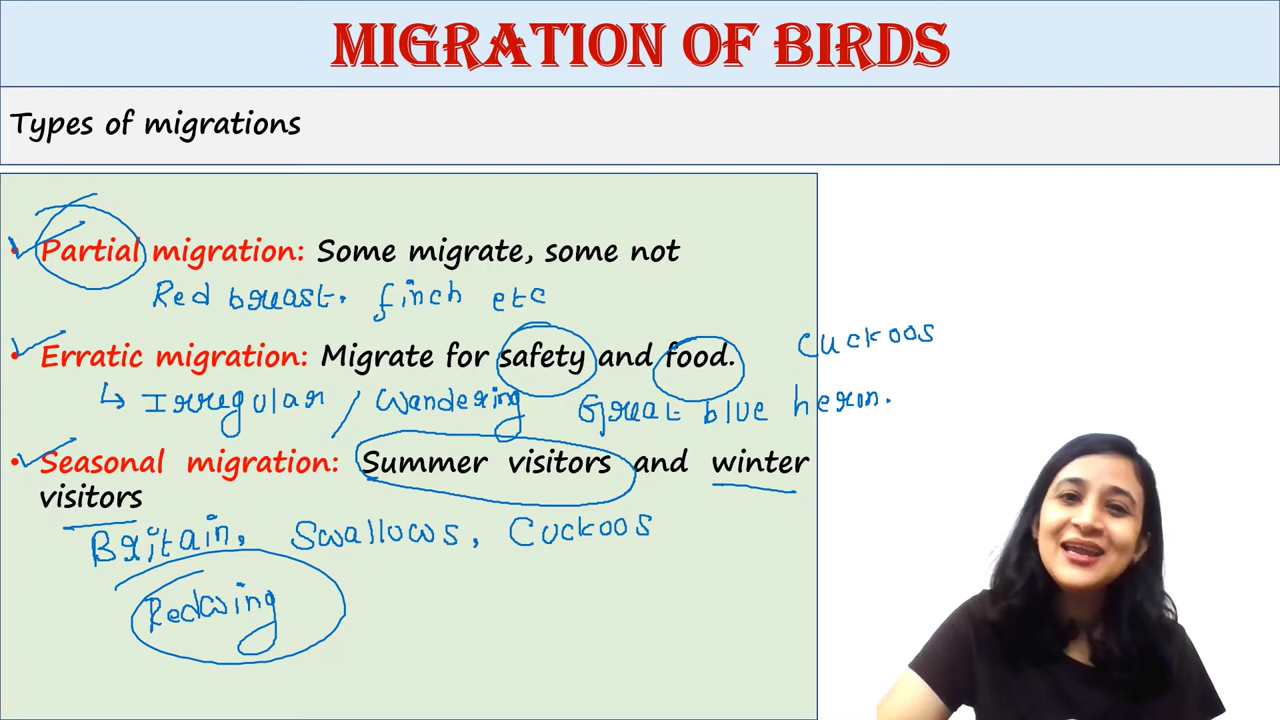 MIGRATION OF BIRDS
Types of migrations
• Partial migration: Some migrate, some not
Red breast. finch etc
• Erratic migration: Migrate for safety and food.
Cuckoos
↳ Irregular / Wandering Great blue heron.
• Seasonal migration: Summer visitors and winter
visitors
Britain, Swallows, Cuckoos
Redwing